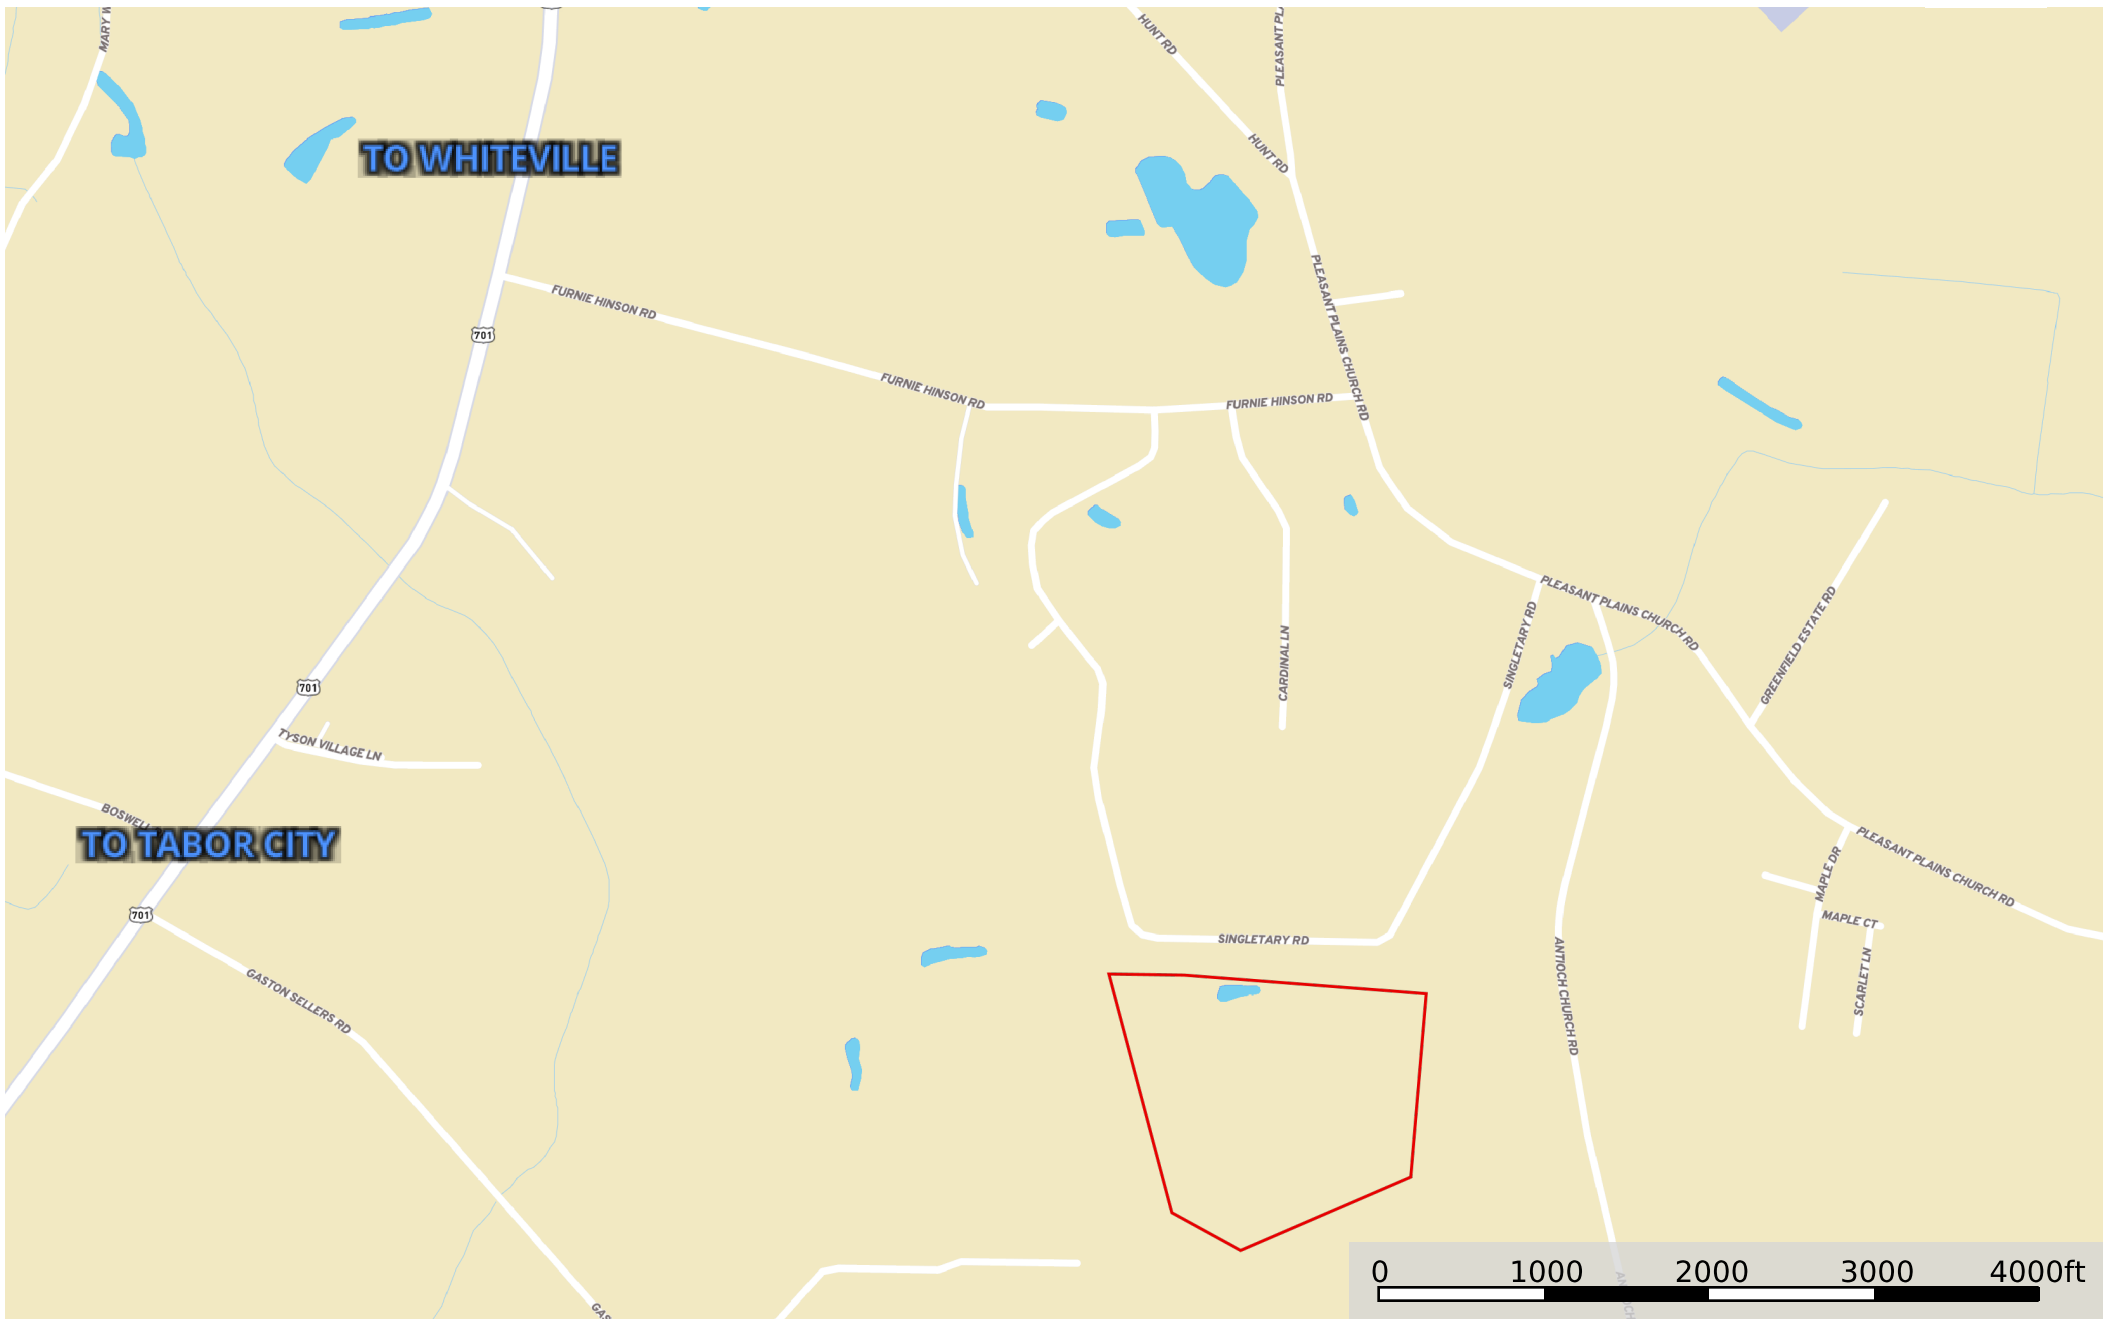 MARY W
HUNT RD
PLEASANT PL
HUNT RD
TO WHITEVILLE
FURNIE HINSON RD
PLEASANT PLAINS CHURCH RD
701
FURNIE HINSON RD
FURNIE HINSON RD
PLEASANT PLAINS CHURCH RD
SINGLETARY RD
GREENFIELD ESTATE RD
CARDINAL LN
701
TYSON VILLAGE LN
BOSWELL
TO TABOR CITY
PLEASANT PLAINS CHURCH RD
MAPLE DR
701
MAPLE CT
SINGLETARY RD
ANTIOCH CHURCH RD
SCARLET LN
GASTON SELLERS RD
0 1000 2000 3000 4000ft
GAS